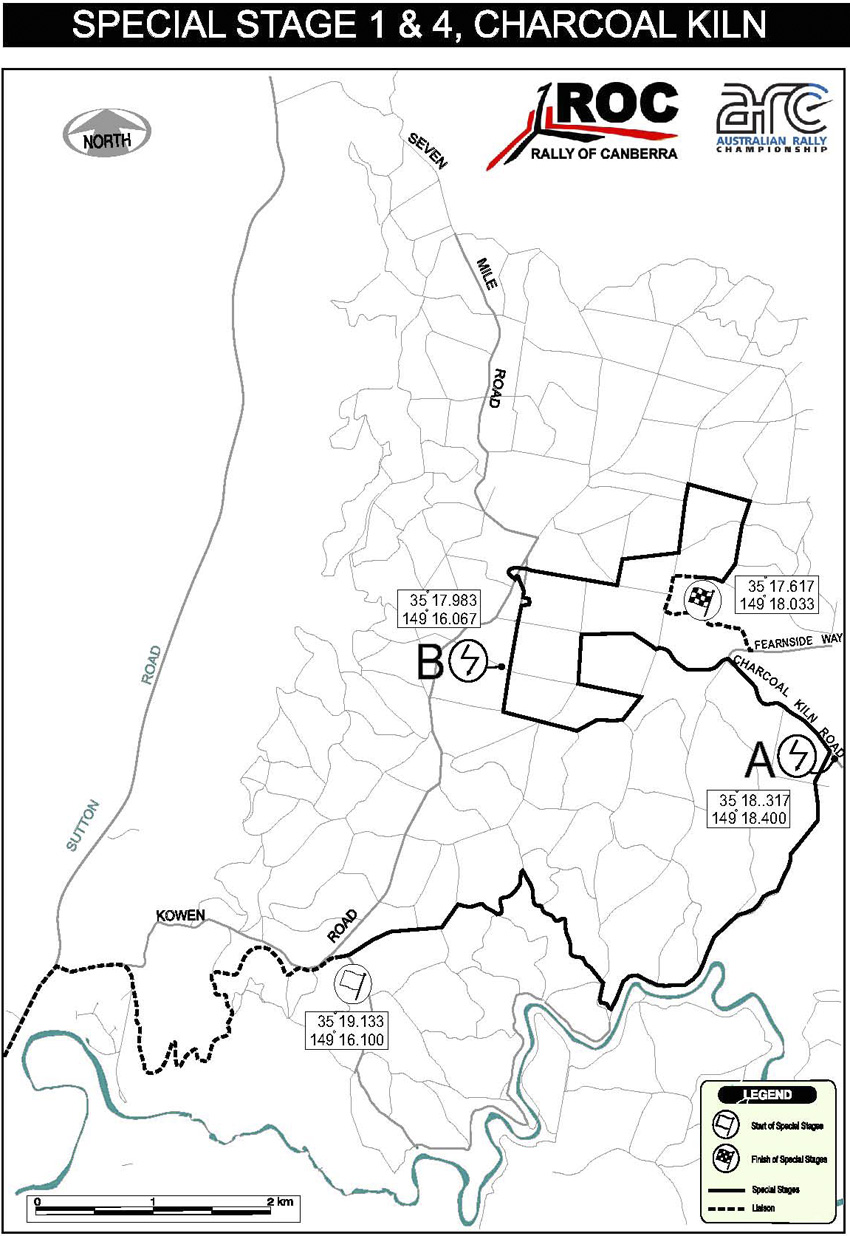 SPECIAL STAGE 1 & 4, CHARCOAL KILN
NORTH
ROC
RALLY OF CANBERRA
arc
AUSTRALIAN RALLY
CHAMPIONSHIP
SEVEN
MILE
ROAD
35° 17.983
149° 16.067
B
35° 17.617
149° 18.033
FEARNSIDE WAY
CHARCOAL KILN ROAD
A
35° 18..317
149° 18.400
ROAD
SUTTON
KOWEN
ROAD
35° 19.133
149° 16.100
LEGEND
Start of Special Stages
Finish of Special Stages
Special Stages
Liaison
0 1 2 km